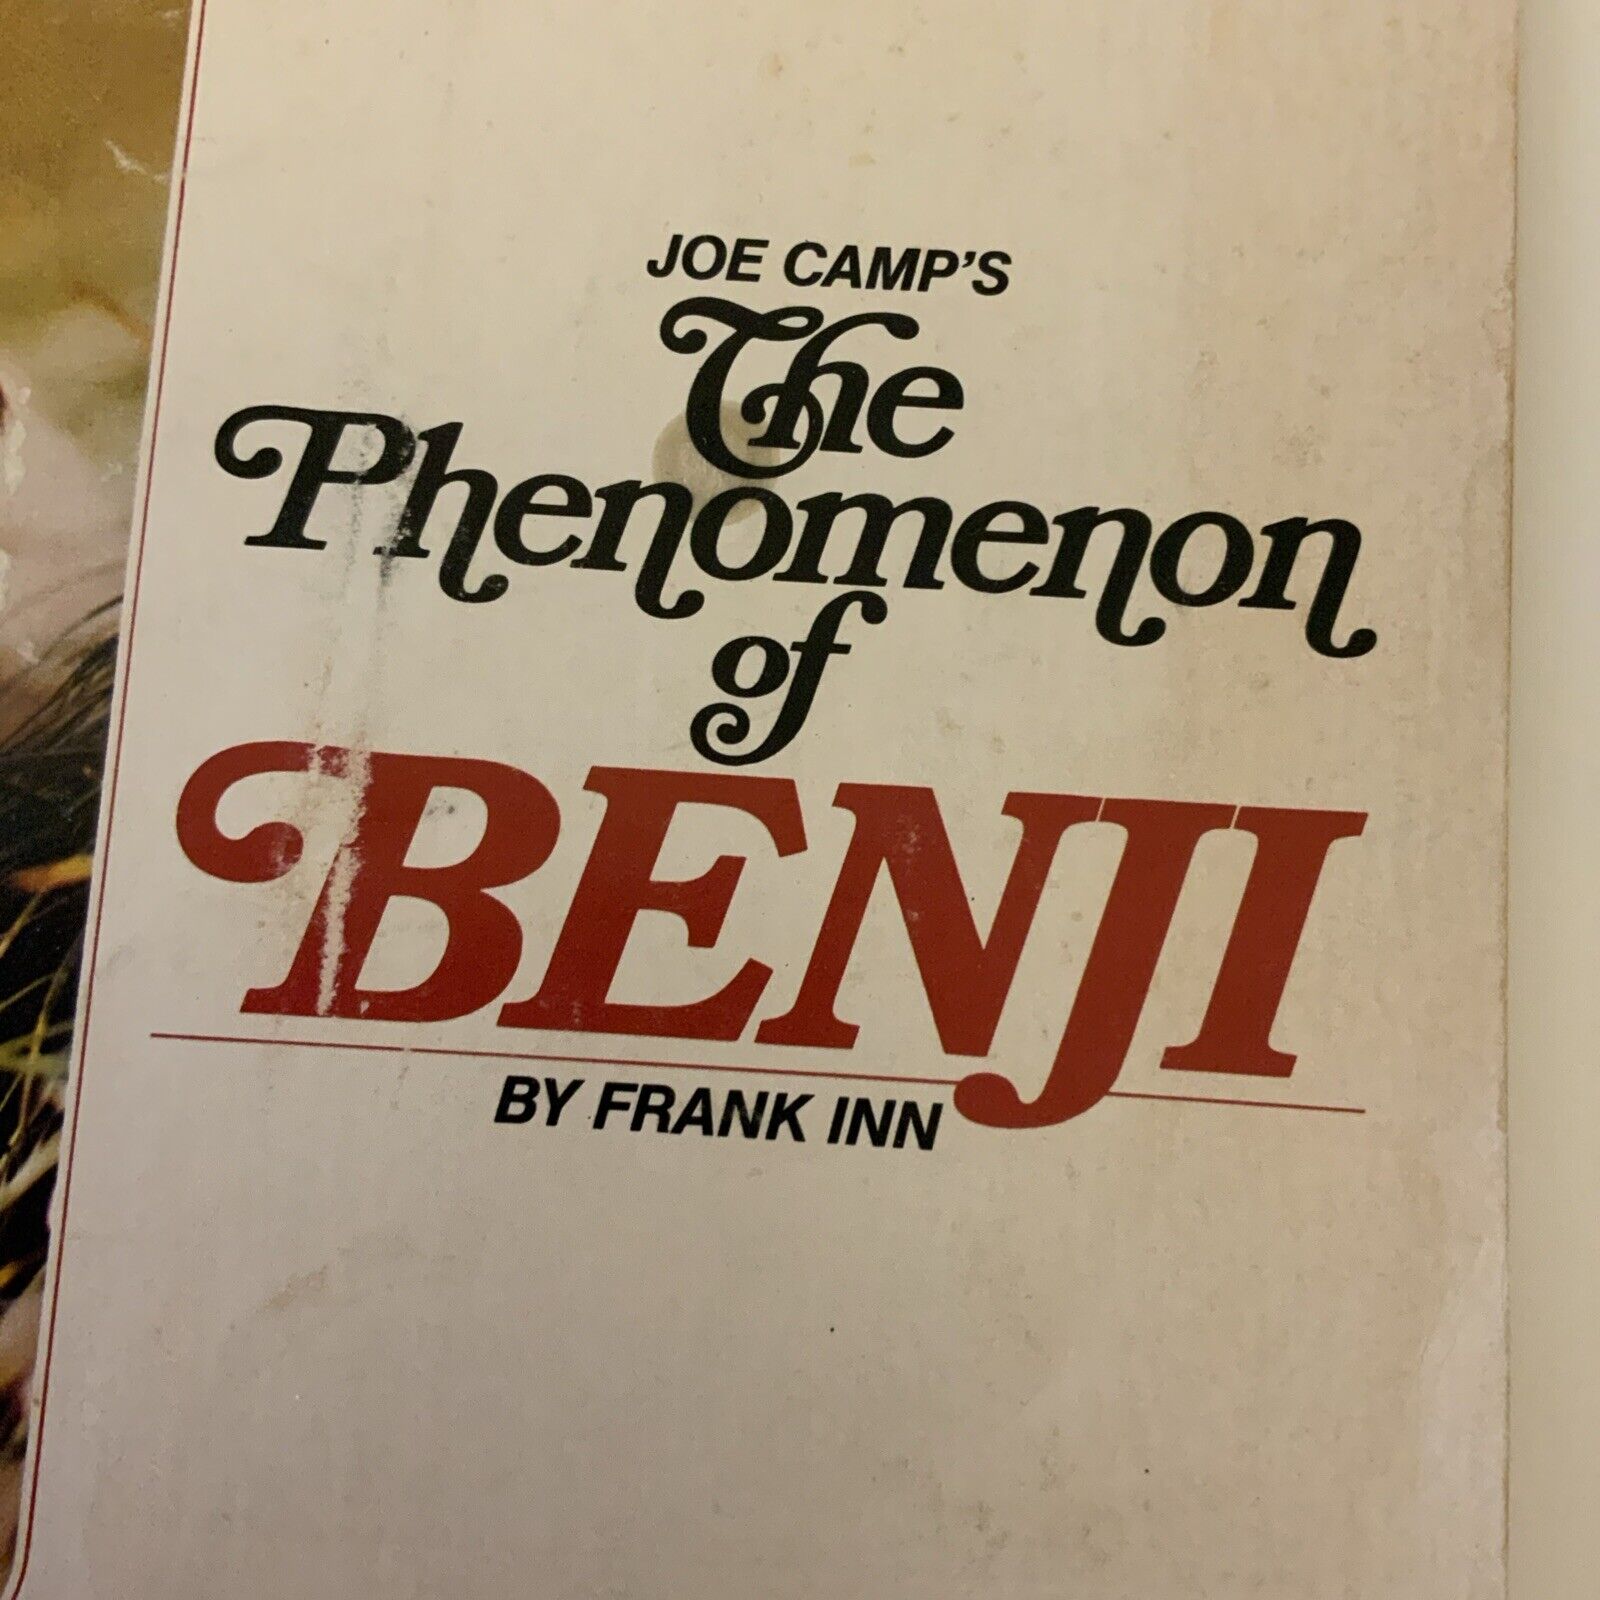 JOE CAMP'S
The
Phenomenon
of
BENJI
BY FRANK INN